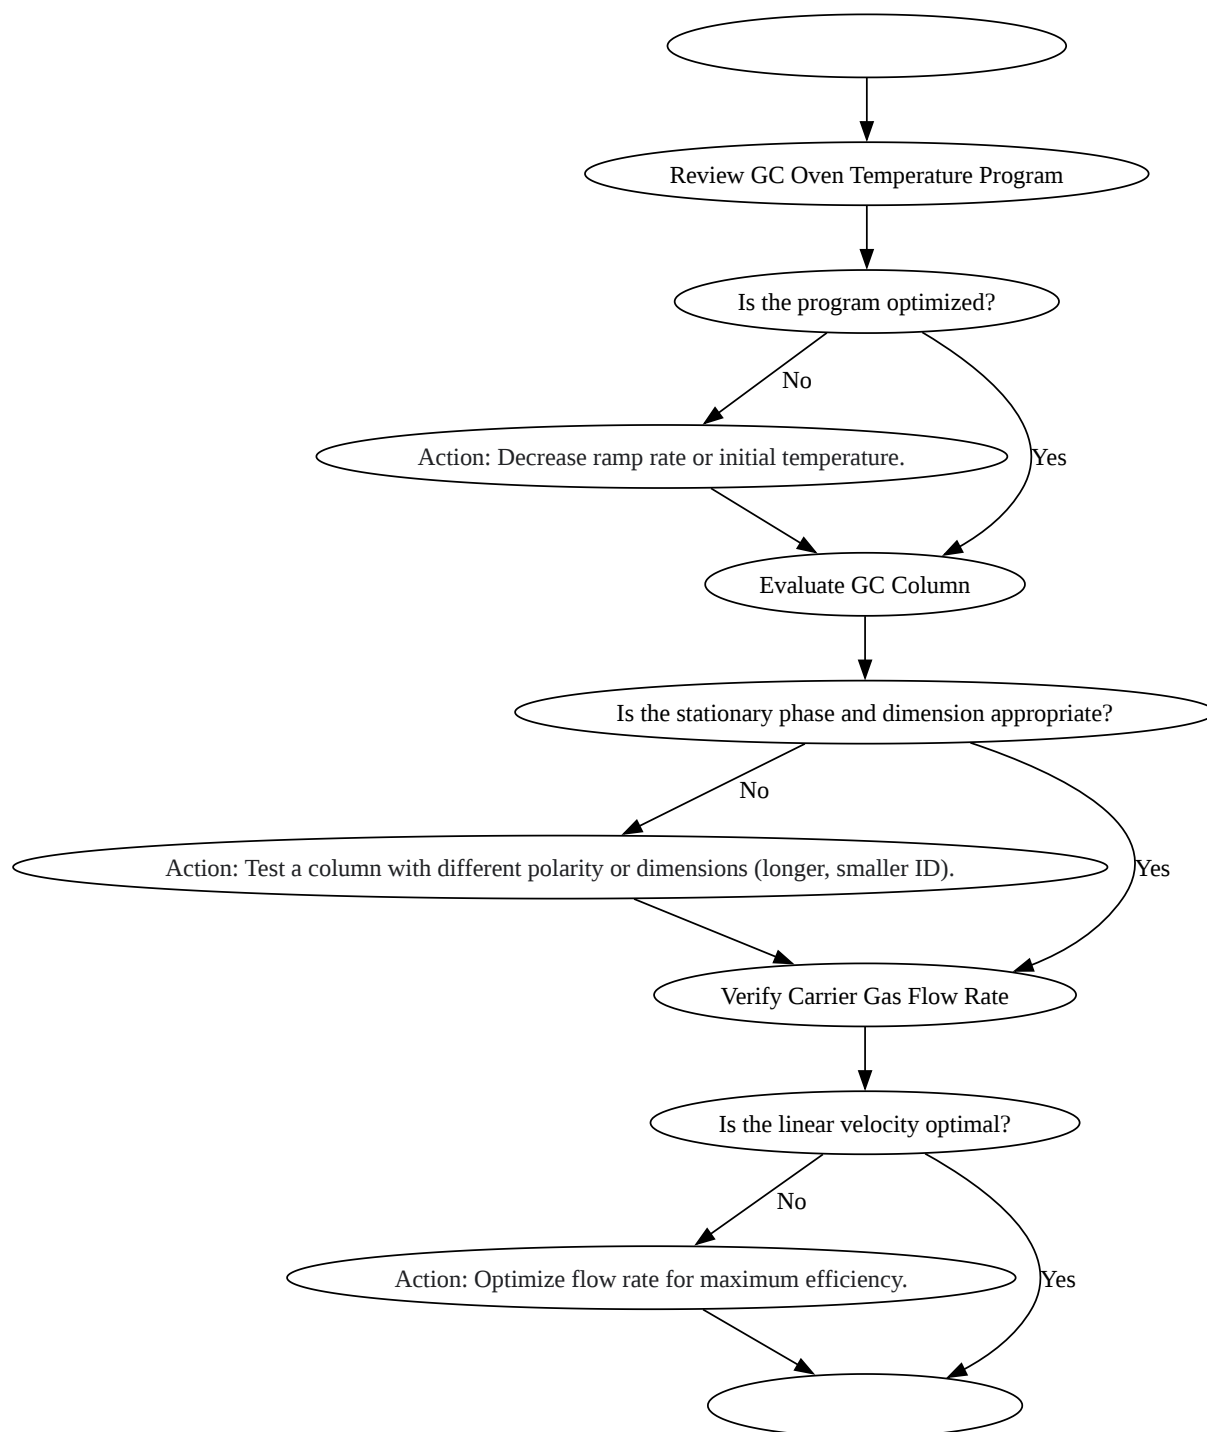 Review GC Oven Temperature Program
Is the program optimized?
No
Action: Decrease ramp rate or initial temperature.
Yes
Evaluate GC Column
Is the stationary phase and dimension appropriate?
No
Action: Test a column with different polarity or dimensions (longer, smaller ID).
Yes
Verify Carrier Gas Flow Rate
Is the linear velocity optimal?
No
Action: Optimize flow rate for maximum efficiency.
Yes